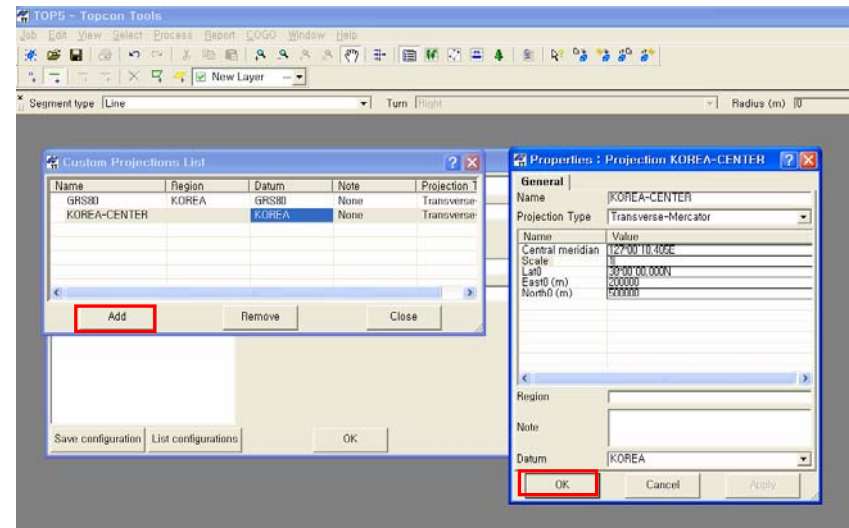 TOP5 - Topcon Tools
Job Edit View Select Process Report COGO Window Help
New Layer
Segment type Line Turn Right Radius (m) 0
Custom Projections List
Name Region Datum Note Projection T
GRS80 KOREA GRS80 None Transverse-
KOREA-CENTER KOREA None Transverse-
Add Remove Close
Save configuration List configurations OK
Properties : Projection KOREA-CENTER
General
Name KOREA-CENTER
Projection Type Transverse-Mercator
Name Value
Central meridian 127°00'10.405E
Scale 1
Lat0 38°00'00.000N
East0 (m) 200000
North0 (m) 500000
Region
Note
Datum KOREA
OK Cancel Apply